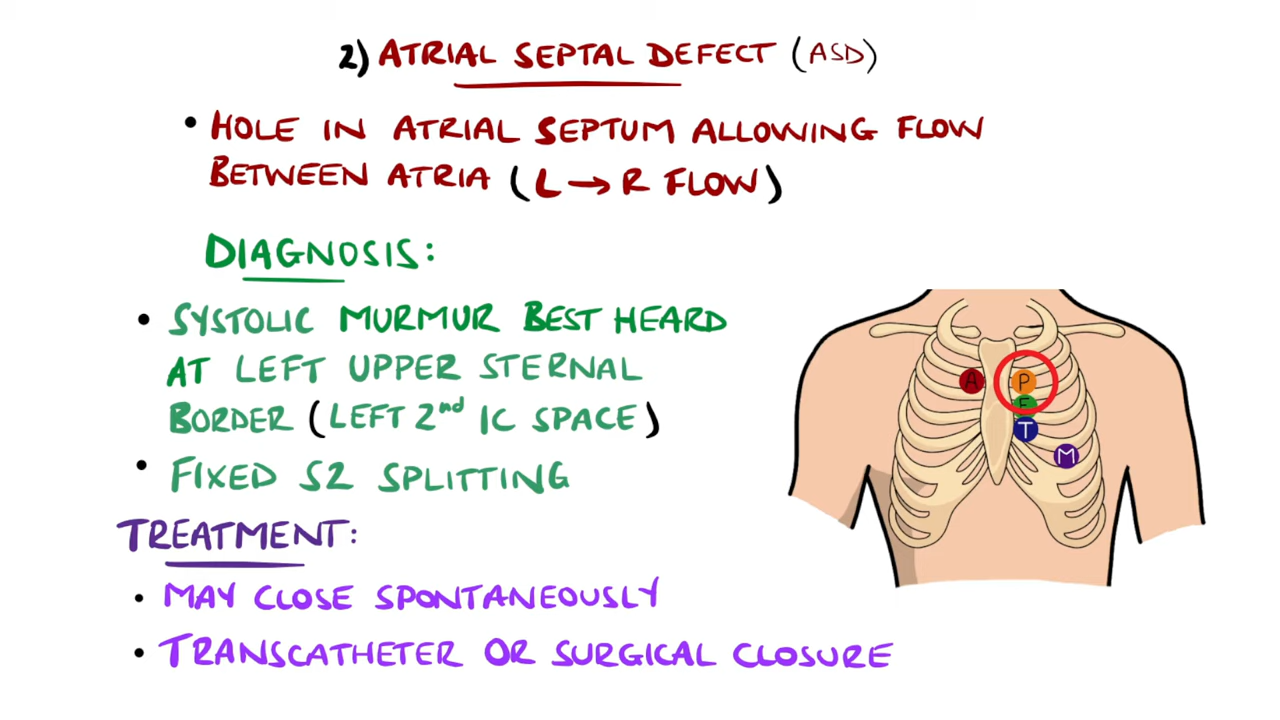 2) ATRIAL SEPTAL DEFECT (ASD)
• HOLE IN ATRIAL SEPTUM ALLOWING FLOW
BETWEEN ATRIA (L → R FLOW)
DIAGNOSIS:
• SYSTOLIC MURMUR BEST HEARD
AT LEFT UPPER STERNAL
BORDER (LEFT 2nd IC SPACE)
• FIXED S2 SPLITTING
TREATMENT:
• MAY CLOSE SPONTANEOUSLY
• TRANSCATHETER OR SURGICAL CLOSURE
A P
E
T
M